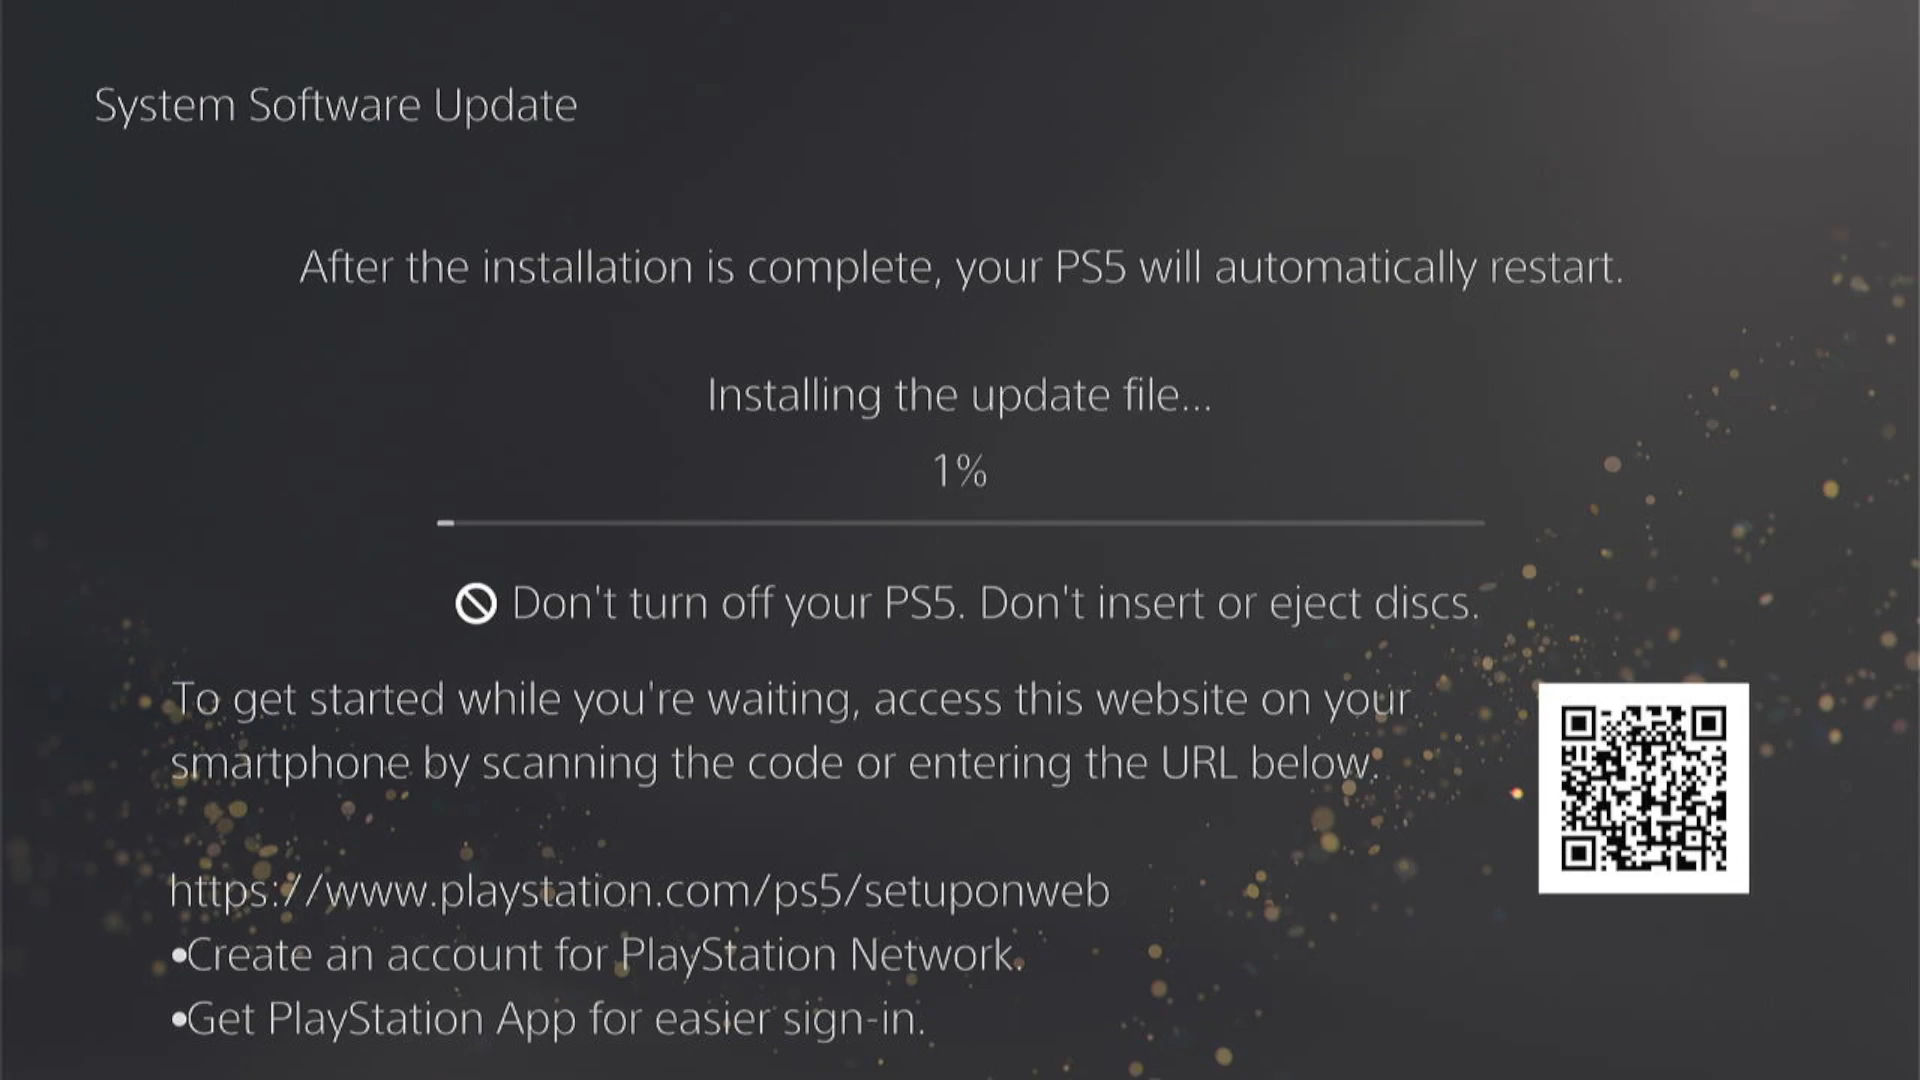 System Software Update
After the installation is complete, your PS5 will automatically restart.
Installing the update file...
1%
Don't turn off your PS5. Don't insert or eject discs.
To get started while you're waiting, access this website on your
smartphone by scanning the code or entering the URL below.
https://www.playstation.com/ps5/setuponweb
•Create an account for PlayStation Network.
•Get PlayStation App for easier sign-in.